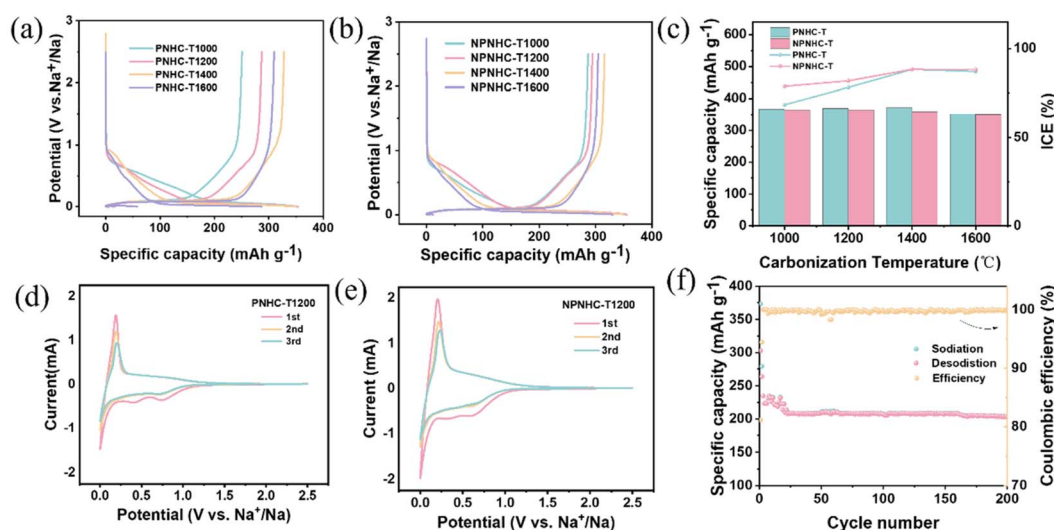 (a)
PNHC-T1000
PNHC-T1200
PNHC-T1400
PNHC-T1600
Potential (V vs.Na+/Na)
3
2
1
0
0 100 200 300 400
Specific capacity (mAh g-1)
(b)
NPNHC-T1000
NPNHC-T1200
NPNHC-T1400
NPNHC-T1600
Potential (V vs.Na+/Na)
3
2
1
0
0 100 200 300 400
Specific capacity (mAh g-1)
(c)
PNHC-T
NPNHC-T
PNHC-T
NPNHC-T
Specific capacity (mAh g-1)
600
500
400
300
200
100
0
100
50
0
ICE (%)
1000 1200 1400 1600
Carbonization Temperature (℃)
(d)
PNHC-T1200
1st
2nd
3rd
Current(mA)
2
1
0
-1
-2
0.0 0.5 1.0 1.5 2.0 2.5
Potential (V vs. Na+/Na)
(e)
NPNHC-T1200
1st
2nd
3rd
Current (mA)
2
1
0
-1
-2
0.0 0.5 1.0 1.5 2.0 2.5
Potential (V vs. Na+/Na)
(f)
Sodiation
Desodistion
Efficiency
Specific capacity (mAh g-1)
400
350
300
250
200
150
100
100
90
80
70
Coulombic efficiency (%)
0 50 100 150 200
Cycle number